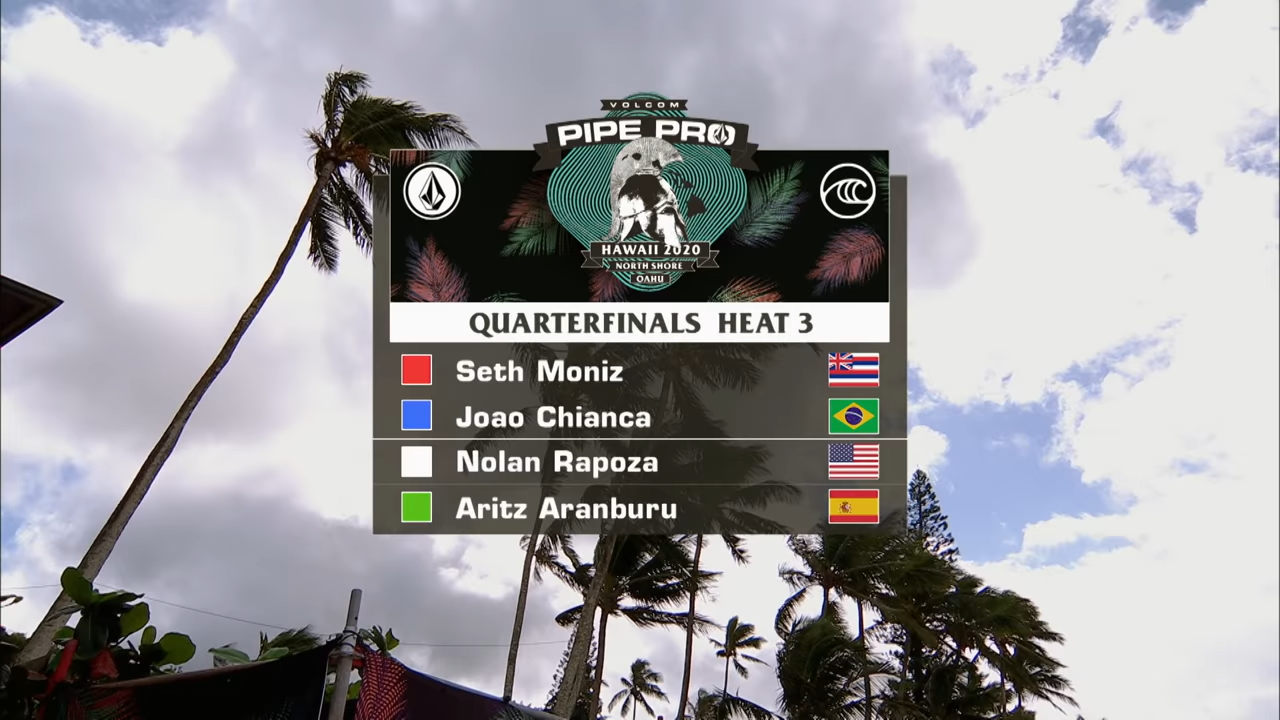 VOLCOM
PIPE PRO
HAWAII 2020
NORTH SHORE
OAHU
QUARTERFINALS HEAT 3
Seth Moniz
Joao Chianca
Nolan Rapoza
Aritz Aranburu